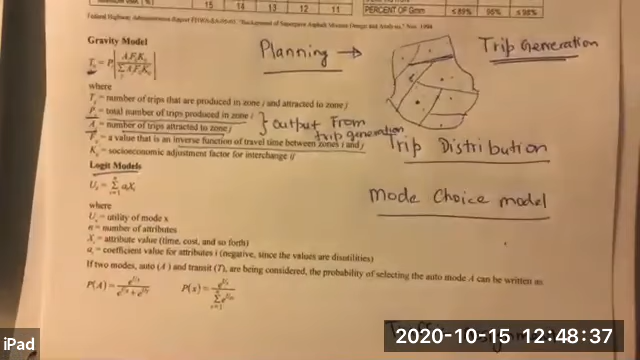 15 14 13 12 11
PERCENT OF Gmm ≤ 89% 96% ≤ 98%
Federal Highway Administration Report "Background of Superpave Asphalt Mixture Design and Analysis," Nov. 1994
Gravity Model
Planning →
Trip Generation
where
Tij = number of trips that are produced in zone i and attracted to zone j
Pi = total number of trips produced in zone i
Aj = number of trips attracted to zone j
} output from
trip generation
Fij = a value that is an inverse function of travel time between zones i and j
Trip Distribution
Kij = socioeconomic adjustment factor for interchange ij
Logit Models
Mode Choice model
where
Ux = utility of mode x
n = number of attributes
Xi = attribute value (time, cost, and so forth)
ai = coefficient value for attributes i (negative, since the values are disutilities)
If two modes, auto (A) and transit (T), are being considered, the probability of selecting the auto mode A can be written as
P(A) =
P(x) =
iPad
2020-10-15 12:48:37